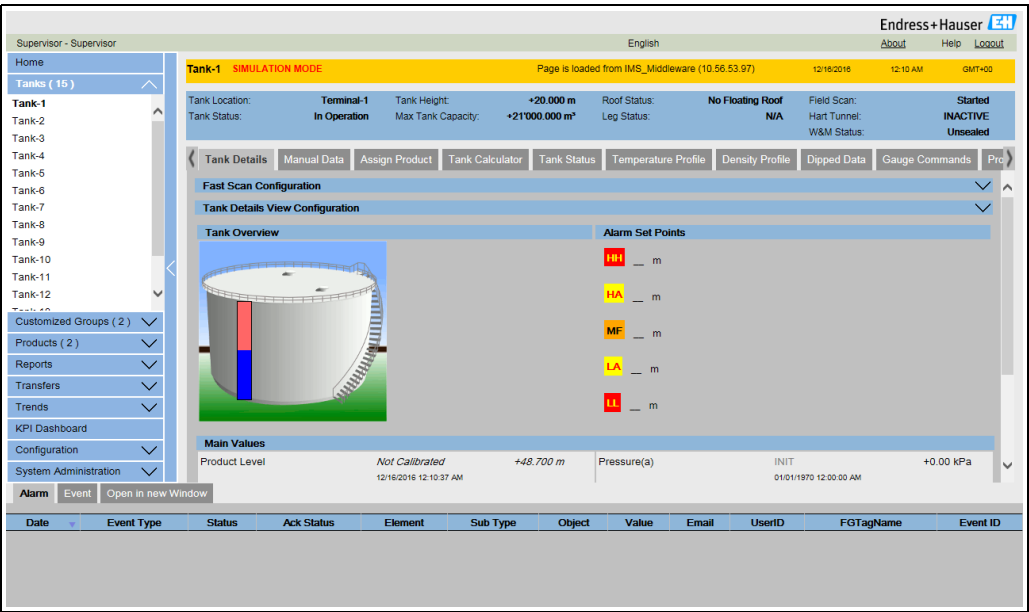 Endress+Hauser EH
Supervisor - Supervisor English About Help Logout
Home
Tanks ( 15 )
Tank-1
Tank-2
Tank-3
Tank-4
Tank-5
Tank-6
Tank-7
Tank-8
Tank-9
Tank-10
Tank-11
Tank-12
Customized Groups ( 2 )
Products ( 2 )
Reports
Transfers
Trends
KPI Dashboard
Configuration
System Administration
Tank-1 SIMULATION MODE Page is loaded from IMS_Middleware (10.56.53.97) 12/16/2016 12:10 AM GMT+00
Tank Location: Terminal-1 Tank Height: +20.000 m Roof Status: No Floating Roof Field Scan: Started
Tank Status: In Operation Max Tank Capacity: +21'000.000 m³ Leg Status: N/A Hart Tunnel: INACTIVE
W&M Status: Unsealed
Tank Details Manual Data Assign Product Tank Calculator Tank Status Temperature Profile Density Profile Dipped Data Gauge Commands
Fast Scan Configuration
Tank Details View Configuration
Tank Overview Alarm Set Points
HH __ m
HA __ m
MF __ m
LA __ m
LL __ m
Main Values
Product Level Not Calibrated +48.700 m Pressure(a) INIT +0.00 kPa
12/16/2016 12:10:37 AM 01/01/1970 12:00:00 AM
Alarm Event Open in new Window
Date Event Type Status Ack Status Element Sub Type Object Value Email UserID FGTagName Event ID